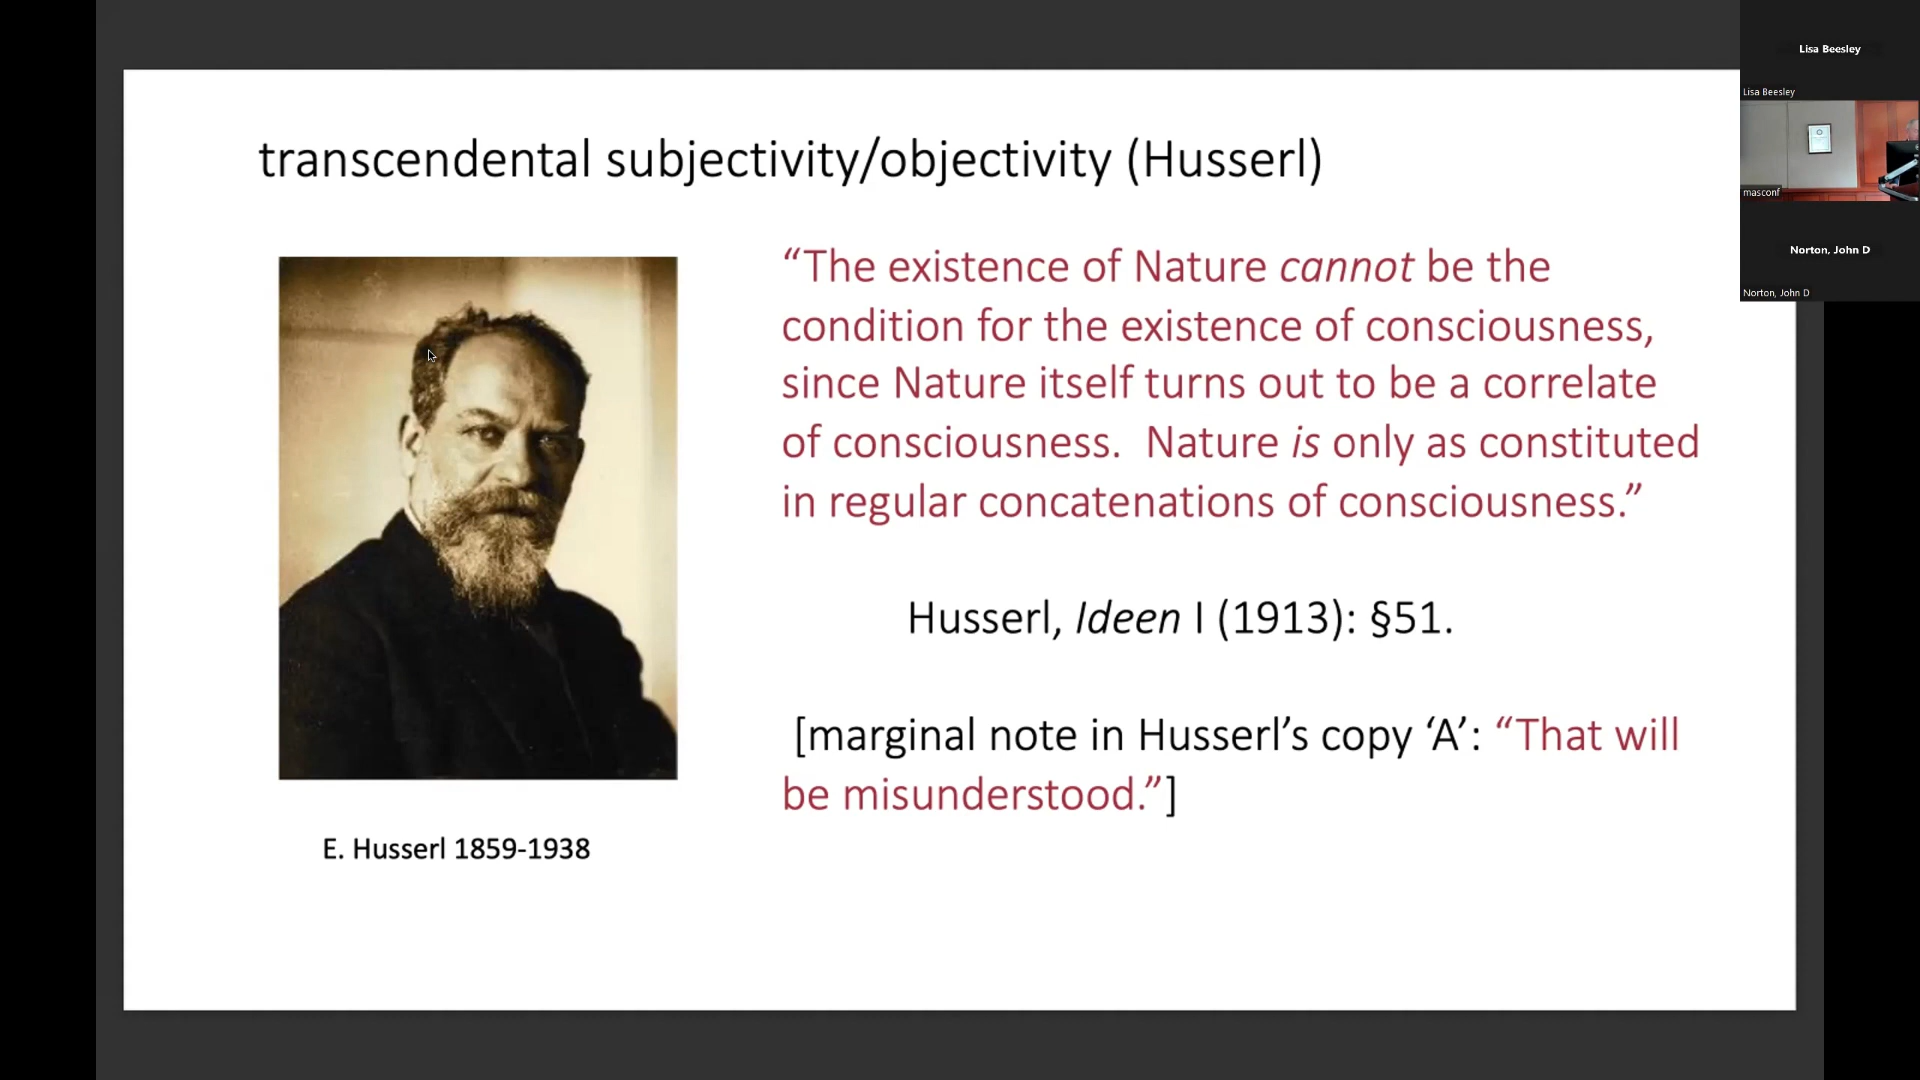 transcendental subjectivity/objectivity (Husserl)
“The existence of Nature cannot be the
condition for the existence of consciousness,
since Nature itself turns out to be a correlate
of consciousness.  Nature is only as constituted
in regular concatenations of consciousness.”
Husserl, Ideen I (1913): §51.
[marginal note in Husserl’s copy ‘A’: “That will
be misunderstood.”]
E. Husserl 1859-1938
Lisa Beesley
Lisa Beesley
masconf
Norton, John D
Norton, John D